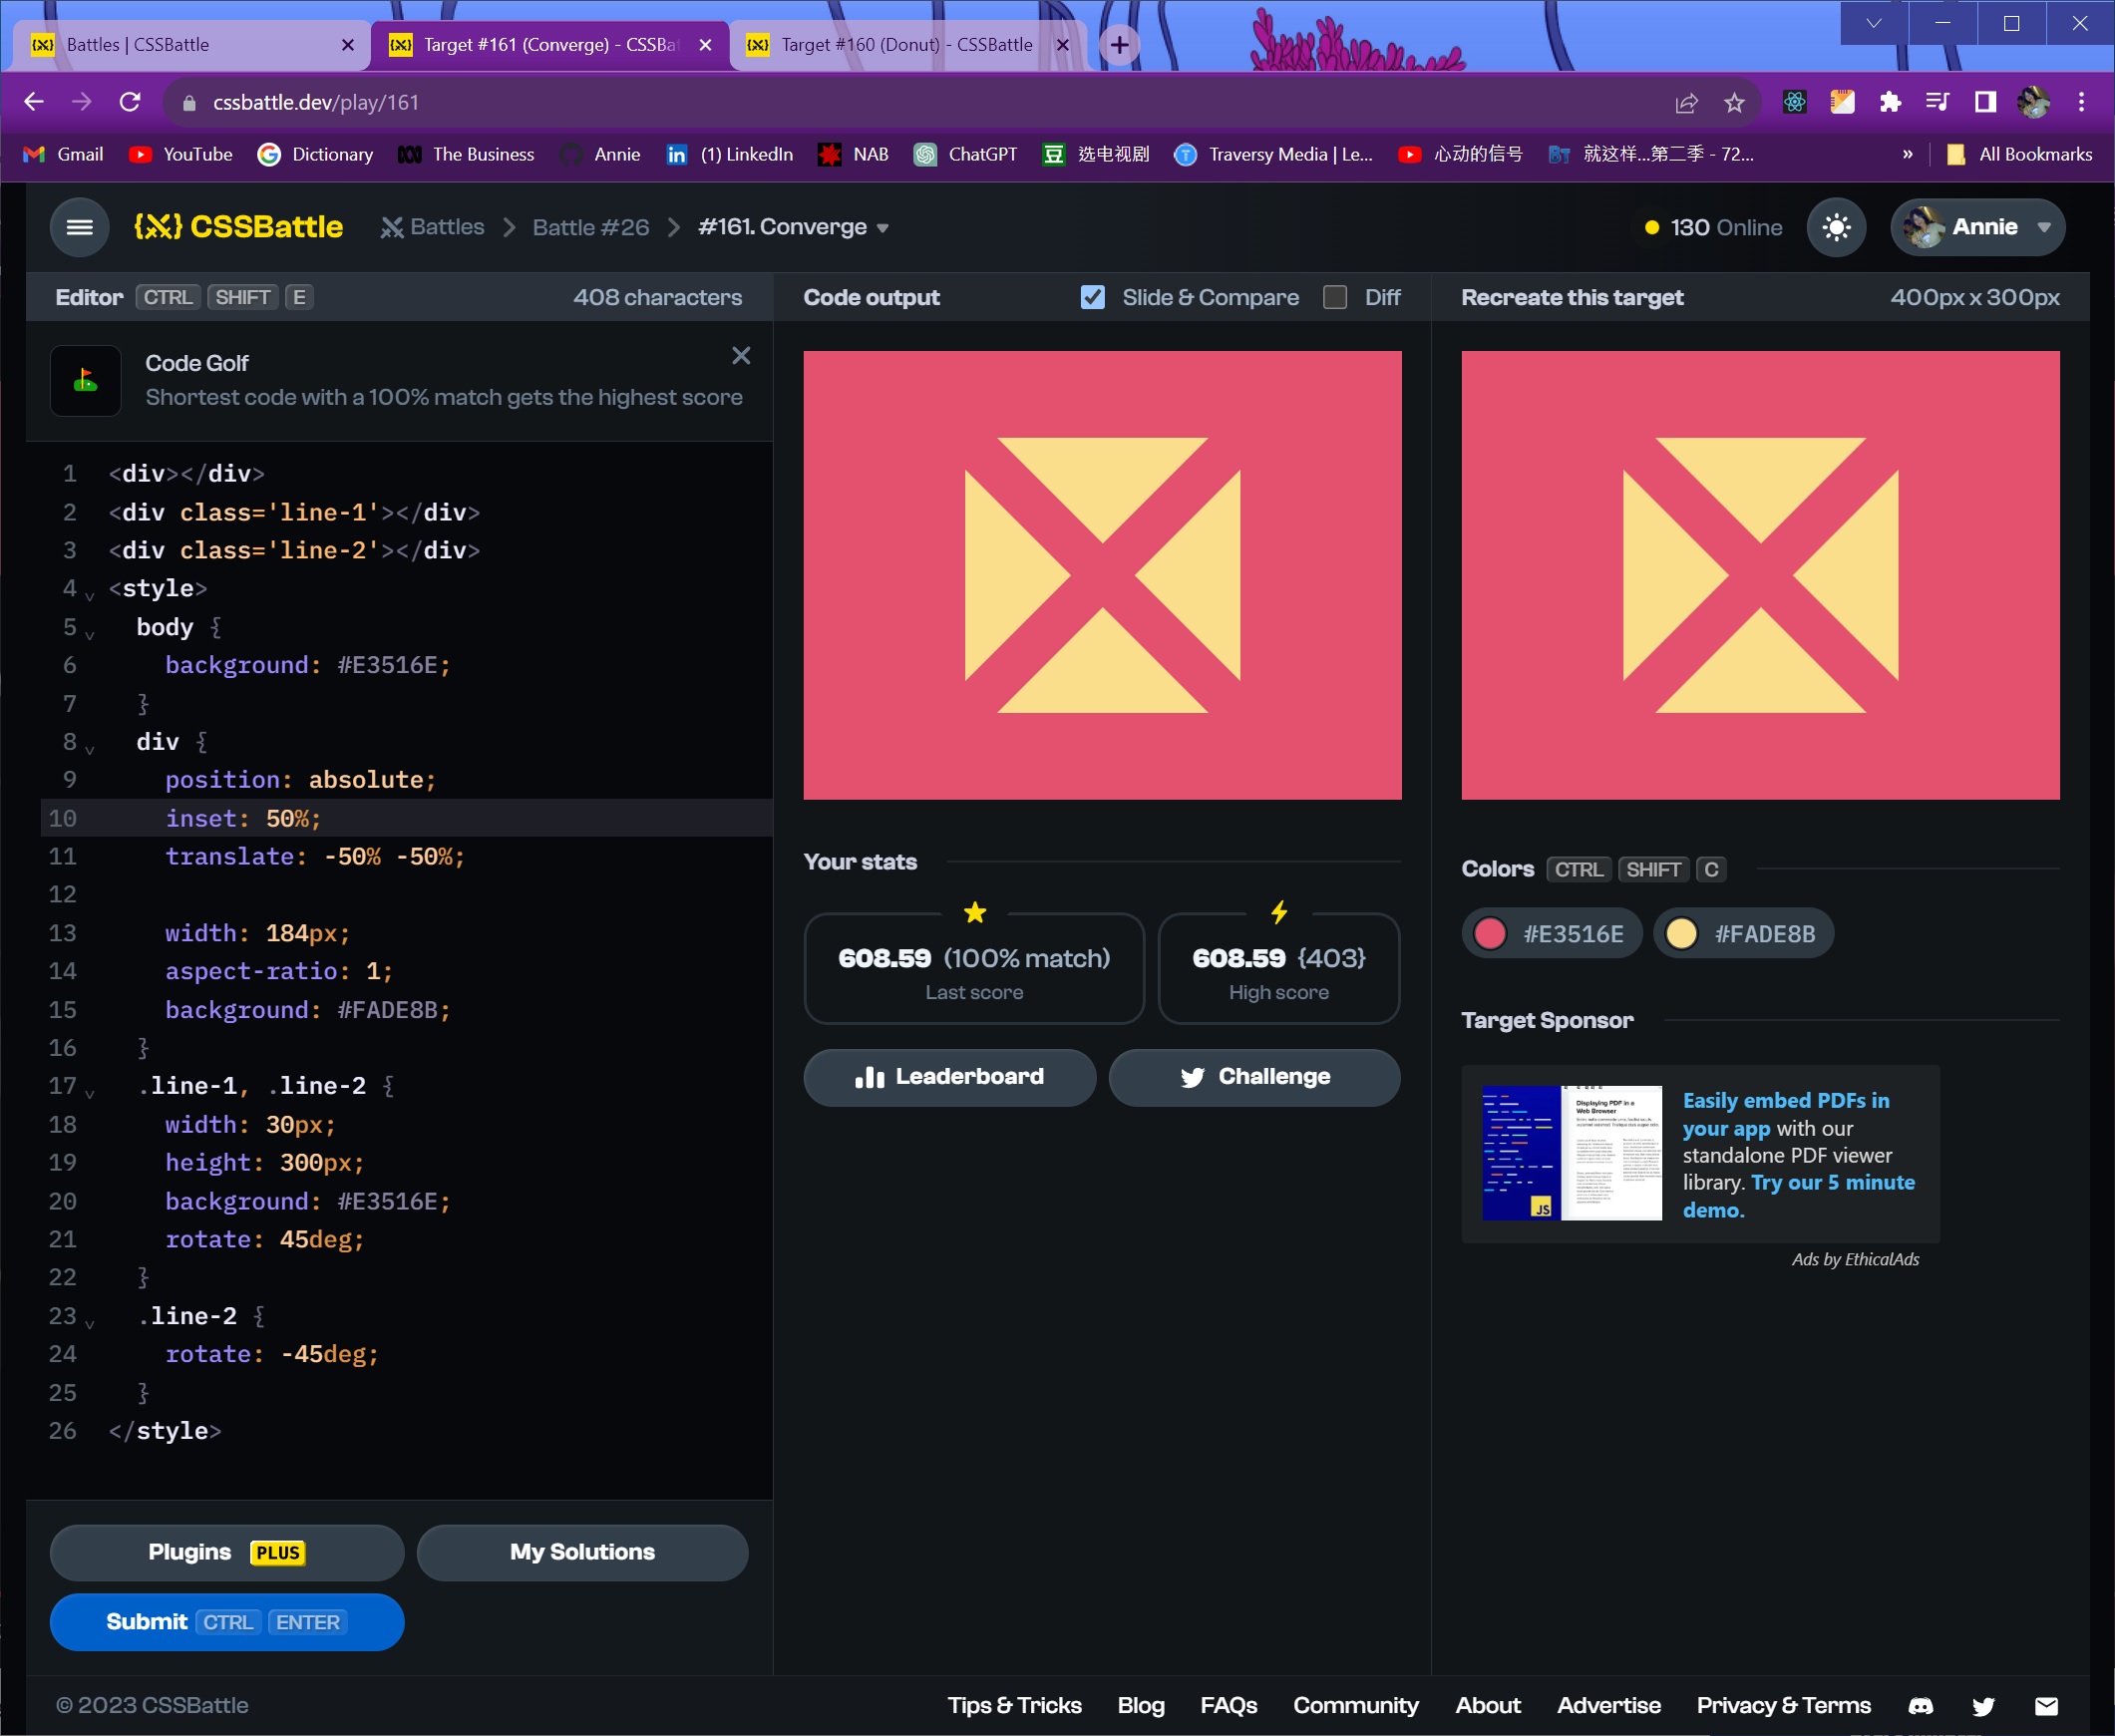 Battles | CSSBattle
Target #161 (Converge) - CSSBa
Target #160 (Donut) - CSSBattle
cssbattle.dev/play/161
Gmail YouTube Dictionary The Business Annie (1) LinkedIn NAB ChatGPT 选电视剧 Traversy Media | Le... 心动的信号 就这样...第二季 - 72... » All Bookmarks
CSSBattle Battles Battle #26 #161. Converge 130 Online Annie
Editor CTRL SHIFT E 408 characters
Code Golf
Shortest code with a 100% match gets the highest score
1 <div></div>
2 <div class='line-1'></div>
3 <div class='line-2'></div>
4 <style>
5 body {
6 background: #E3516E;
7 }
8 div {
9 position: absolute;
10 inset: 50%;
11 translate: -50% -50%;
12
13 width: 184px;
14 aspect-ratio: 1;
15 background: #FADE8B;
16 }
17 .line-1, .line-2 {
18 width: 30px;
19 height: 300px;
20 background: #E3516E;
21 rotate: 45deg;
22 }
23 .line-2 {
24 rotate: -45deg;
25 }
26 </style>
Plugins PLUS
My Solutions
Submit CTRL ENTER
Code output Slide & Compare Diff
Your stats
608.59 (100% match)
Last score
608.59 {403}
High score
Leaderboard
Challenge
Recreate this target 400px x 300px
Colors CTRL SHIFT C
#E3516E #FADE8B
Target Sponsor
Displaying PDF in a
Web Browser
JS
Easily embed PDFs in
your app with our
standalone PDF viewer
library. Try our 5 minute
demo.
Ads by EthicalAds
© 2023 CSSBattle
Tips & Tricks Blog FAQs Community About Advertise Privacy & Terms